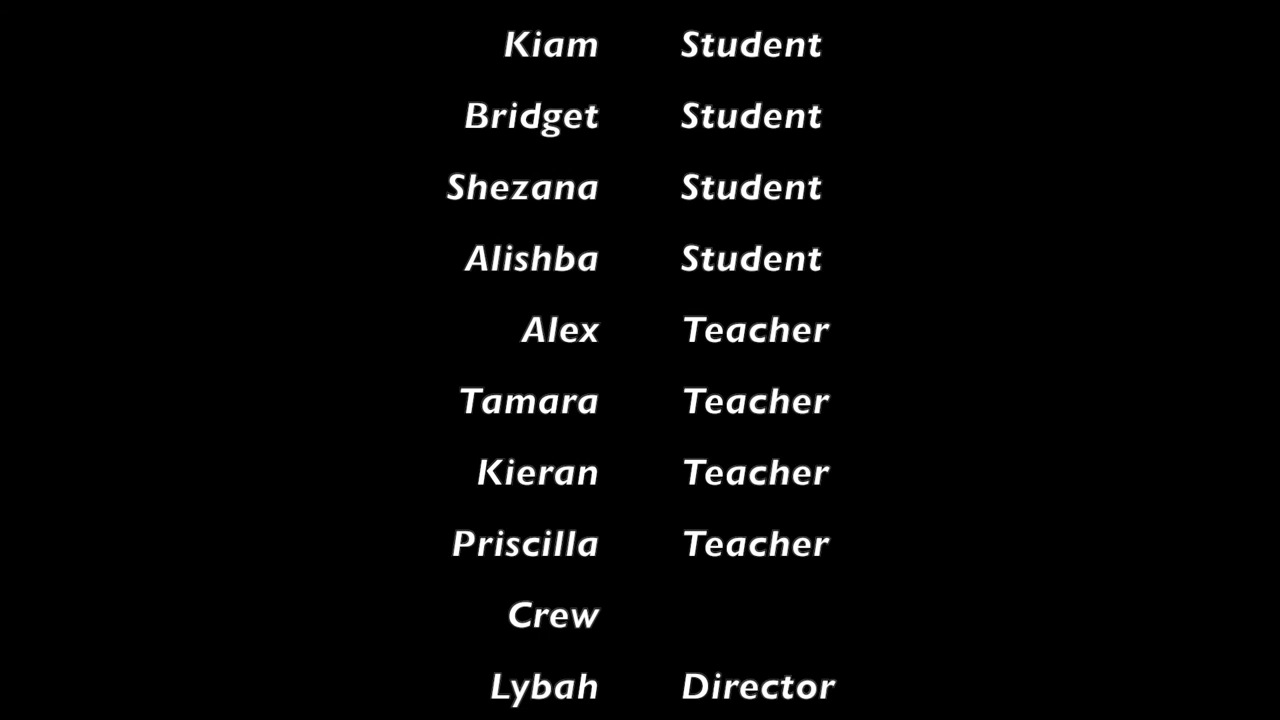 Kiam Student
Bridget Student
Shezana Student
Alishba Student
Alex Teacher
Tamara Teacher
Kieran Teacher
Priscilla Teacher
Crew
Lybah Director